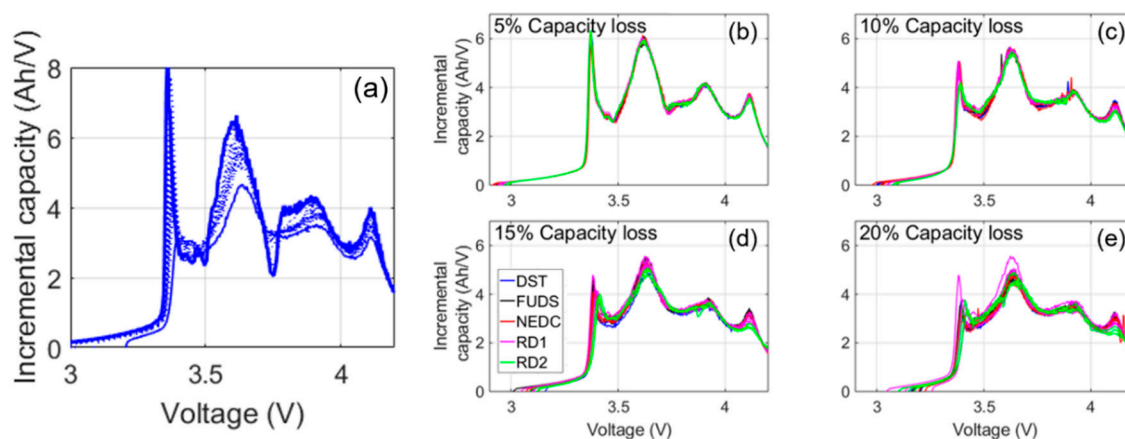 Incremental capacity (Ah/V)
8
6
4
2
0
3
3.5
4
Voltage (V)
(a)
Incremental
capacity (Ah/V)
5% Capacity loss
(b)
6
4
2
0
3
3.5
4
10% Capacity loss
(c)
6
4
2
0
3
3.5
4
Incremental
capacity (Ah/V)
15% Capacity loss
(d)
6
4
2
0
DST
FUDS
NEDC
RD1
RD2
3
3.5
4
Voltage (V)
20% Capacity loss
(e)
6
4
2
0
3
3.5
4
Voltage (V)